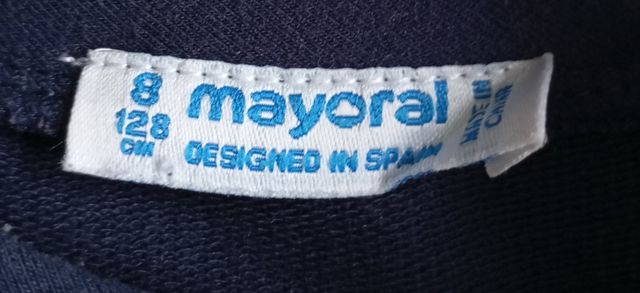 8
128
CM
mayoral
DESIGNED IN SPAIN
MADE IN
CHINA